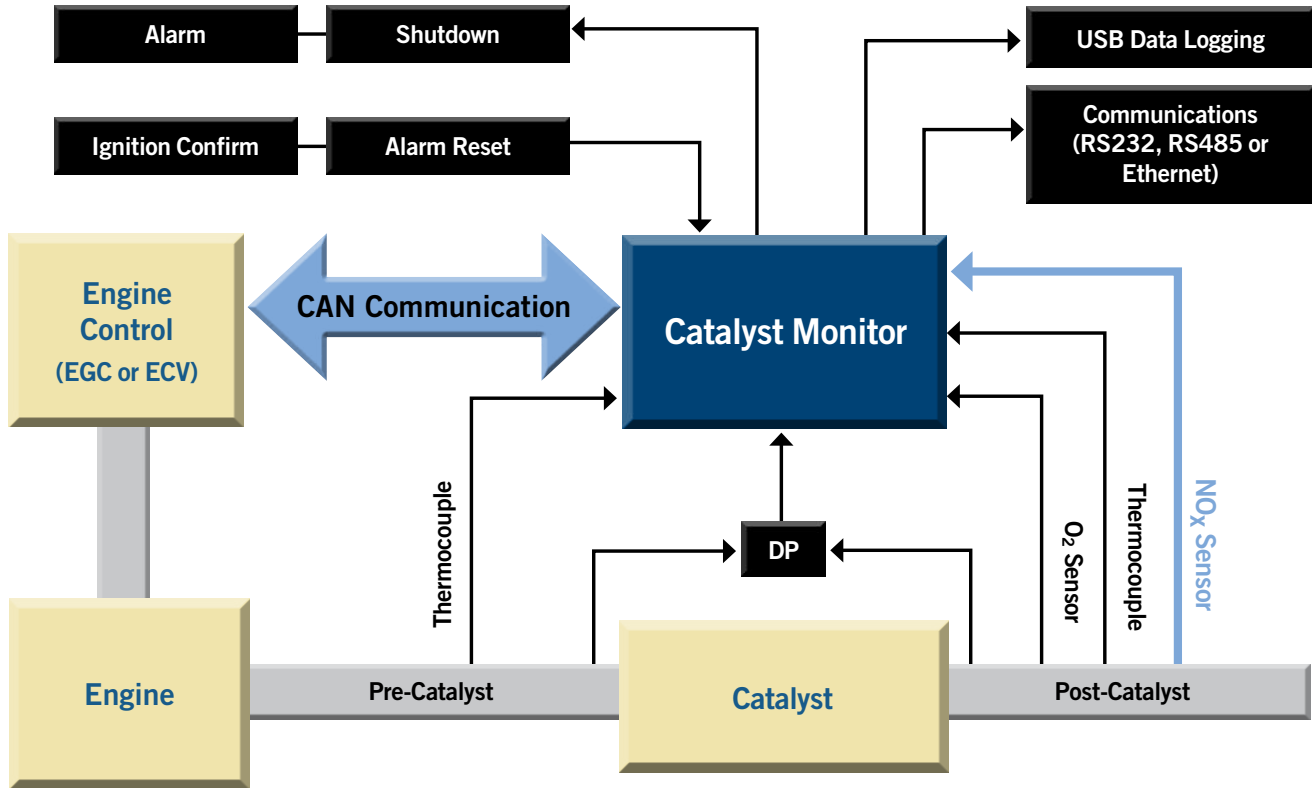 Alarm
Shutdown
USB Data Logging
Ignition Confirm
Alarm Reset
Communications
(RS232, RS485 or
Ethernet)
Engine
Control
(EGC or ECV)
CAN Communication
Catalyst Monitor
Thermocouple
DP
O₂ Sensor
Thermocouple
NOₓ Sensor
Engine
Pre-Catalyst
Catalyst
Post-Catalyst